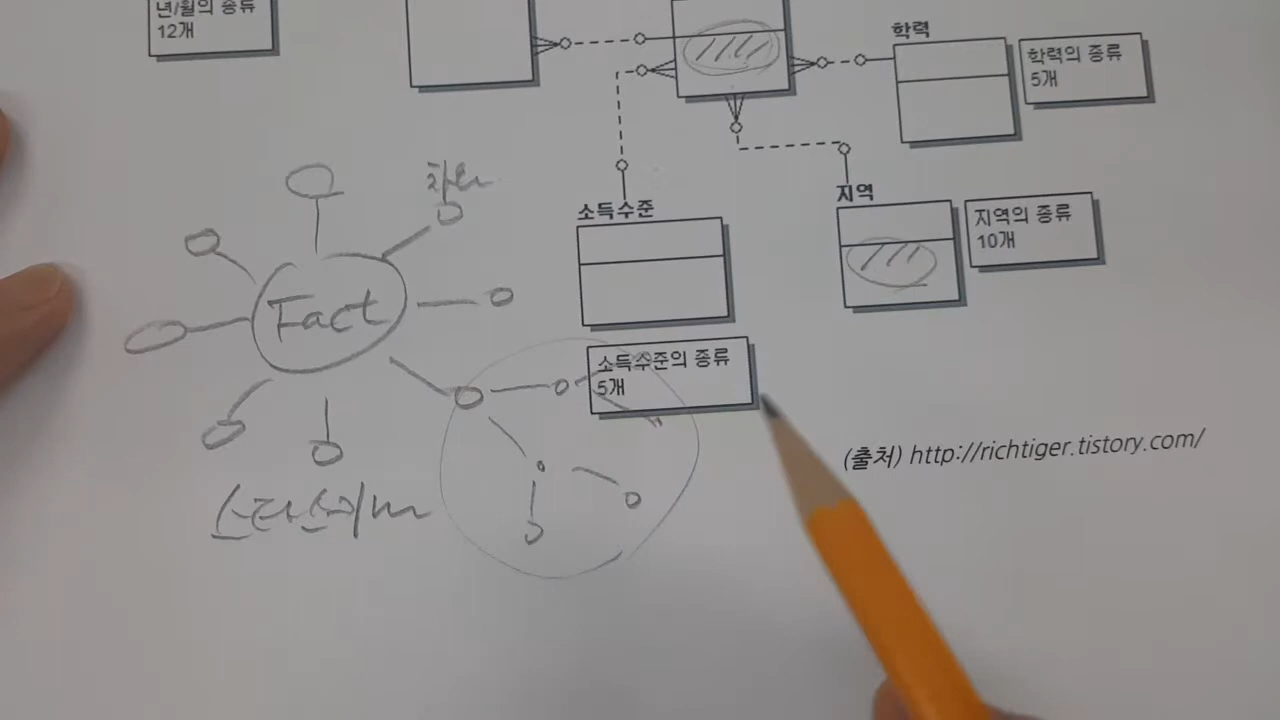 년/월의 종류
12개
학력
학력의 종류
5개
차원
소득수준
지역
지역의 종류
10개
Fact
소득수준의 종류
5개
(출처) http://richtiger.tistory.com/
스타스키마